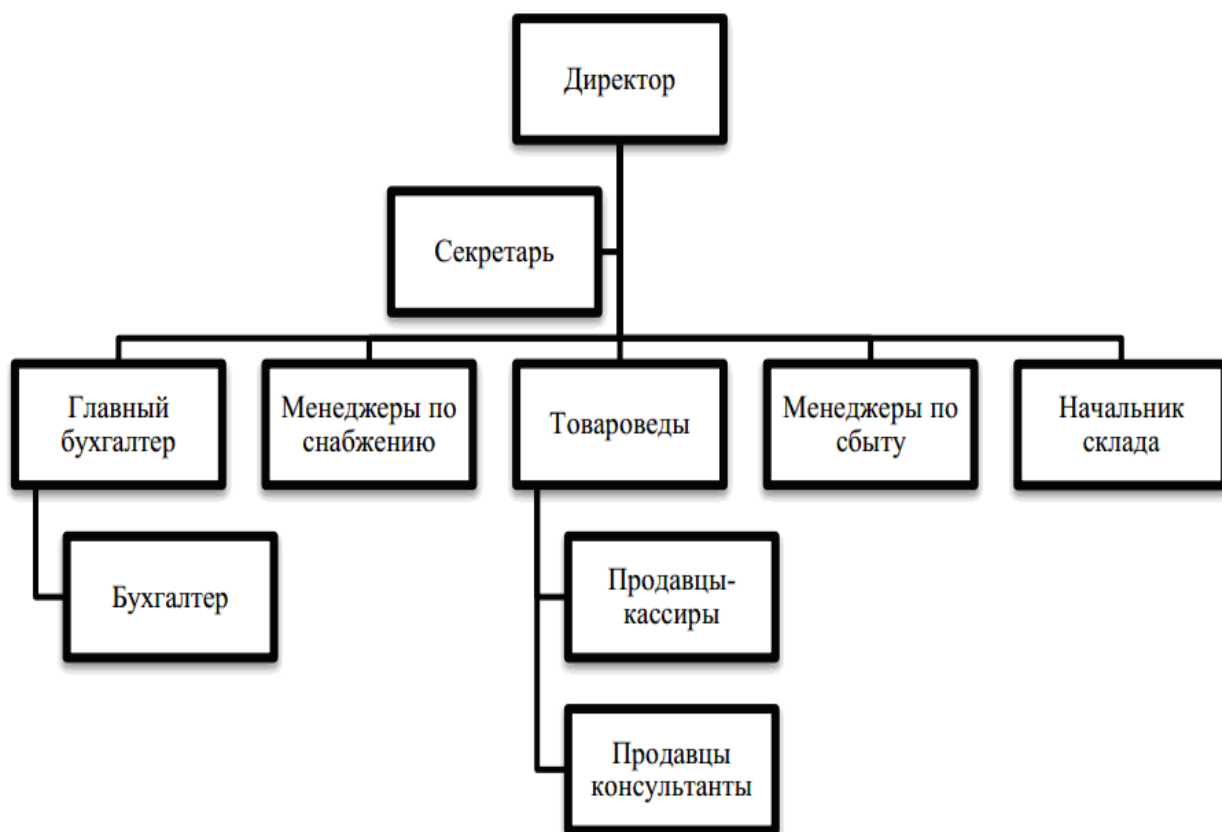 Директор
Секретарь
Главный
бухгалтер
Менеджеры по
снабжению
Товароведы
Менеджеры по
сбыту
Начальник
склада
Бухгалтер
Продавцы-
кассиры
Продавцы
консультанты